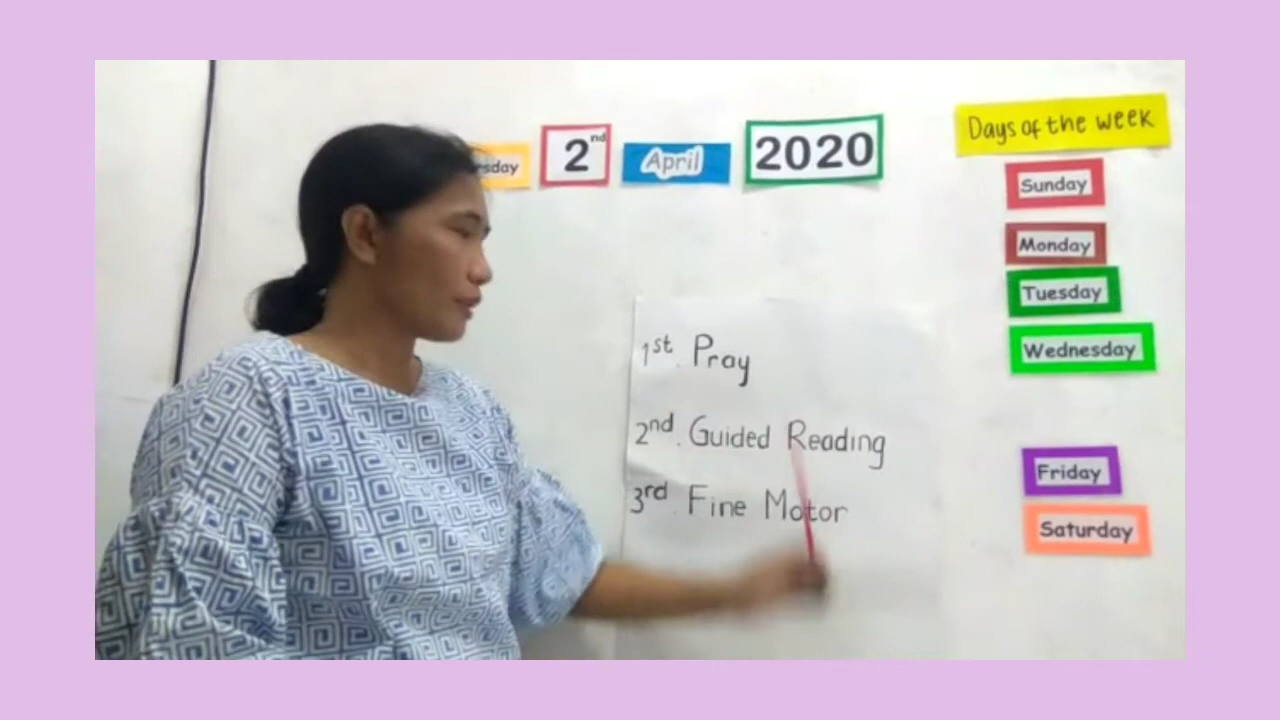 2nd April 2020
Days of the week
Sunday
Monday
Tuesday
Wednesday
Friday
Saturday
1st. Pray
2nd. Guided Reading
3rd. Fine Motor